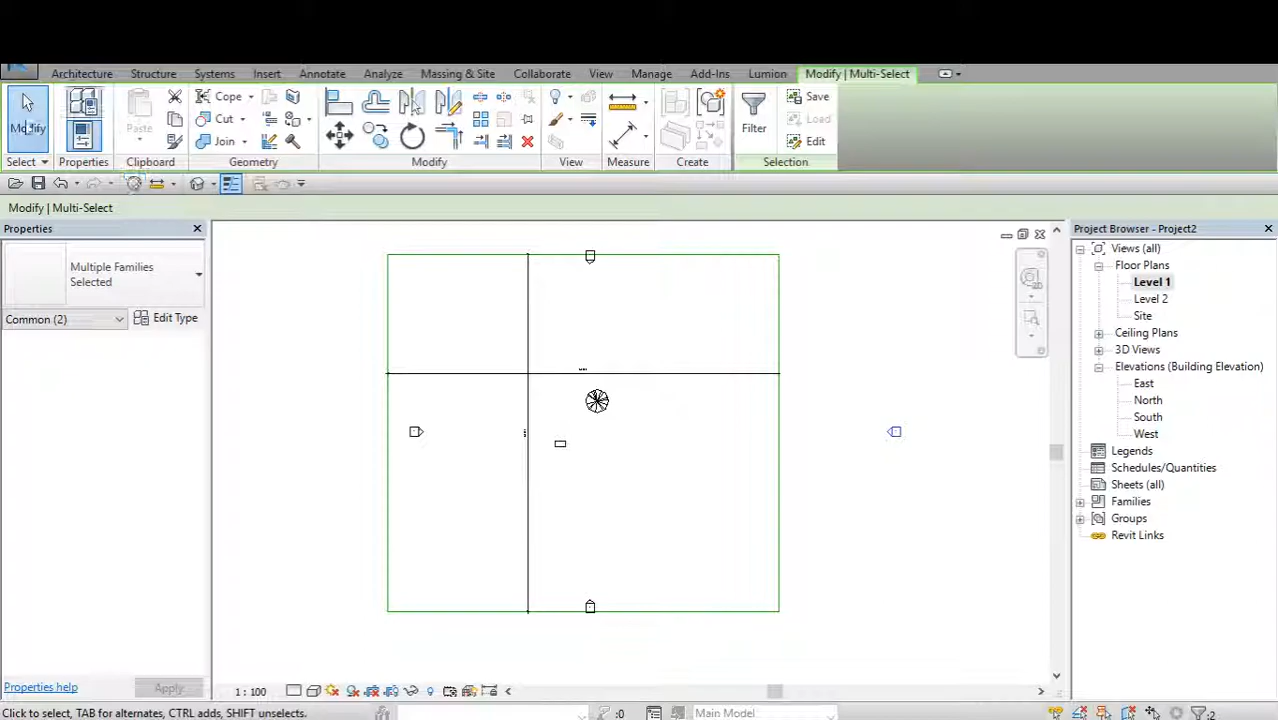 Architecture Structure Systems Insert Annotate Analyze Massing & Site Collaborate View Manage Add-Ins Lumion Modify | Multi-Select
Modify
Paste
Cope
Cut
Join
Filter
Save
Load
Edit
Select Properties Clipboard Geometry Modify View Measure Create Selection
Modify | Multi-Select
Properties
Multiple Families
Selected
Common (2)
Edit Type
Properties help
Apply
Project Browser - Project2
Views (all)
Floor Plans
Level 1
Level 2
Site
Ceiling Plans
3D Views
Elevations (Building Elevation)
East
North
South
West
Legends
Schedules/Quantities
Sheets (all)
Families
Groups
Revit Links
1 : 100
Click to select, TAB for alternates, CTRL adds, SHIFT unselects.
:0
Main Model
:2